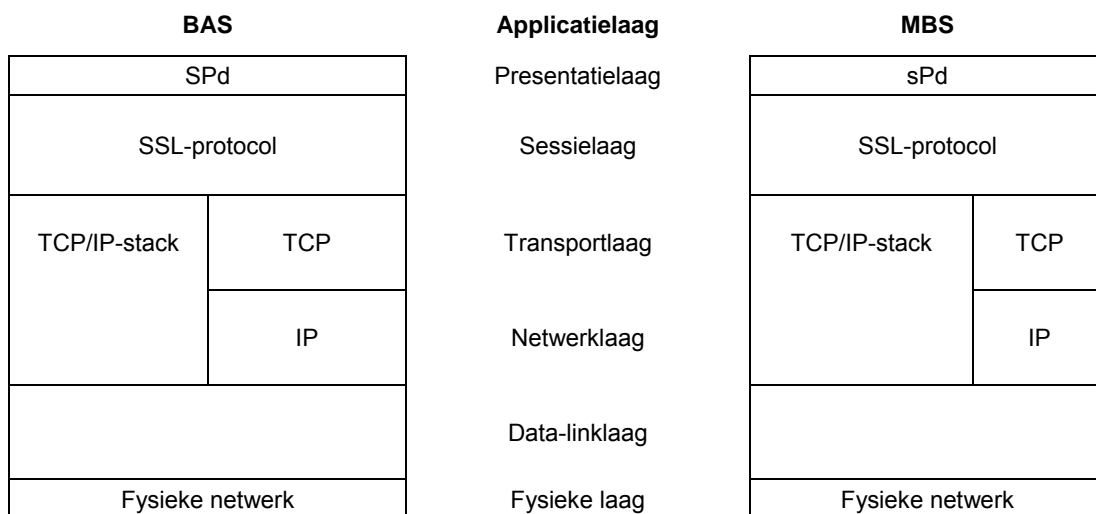 BAS Applicatielaag MBS
SPd Presentatielaag sPd
SSL-protocol Sessielaag SSL-protocol
TCP/IP-stack TCP Transportlaag TCP/IP-stack TCP
IP Netwerklaag IP
Data-linklaag
Fysieke netwerk Fysieke laag Fysieke netwerk